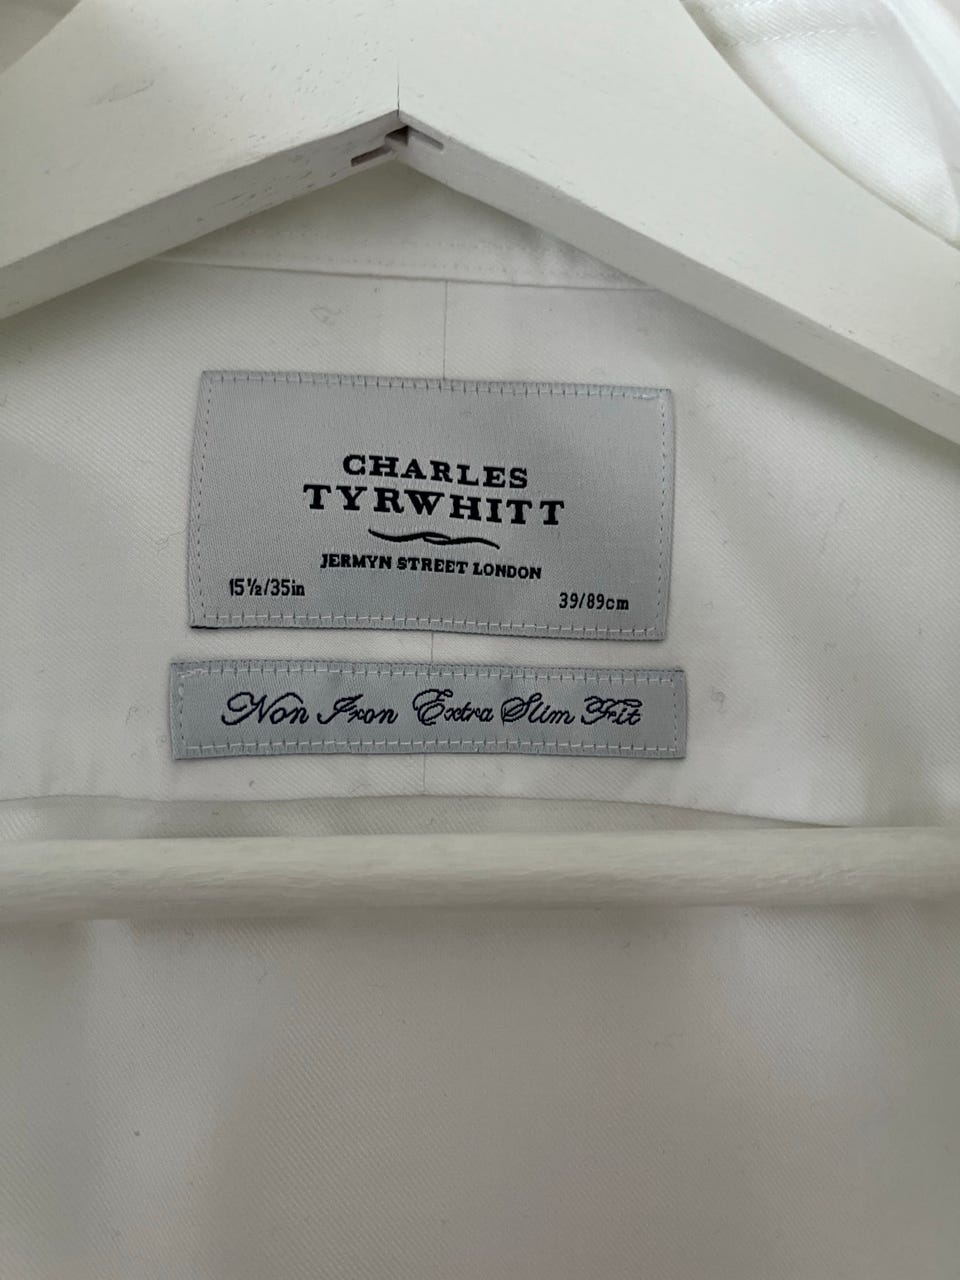 CHARLES
TYRWHITT
JERMYN STREET LONDON
15½/35in
39/89cm
Non Iron Extra Slim Fit